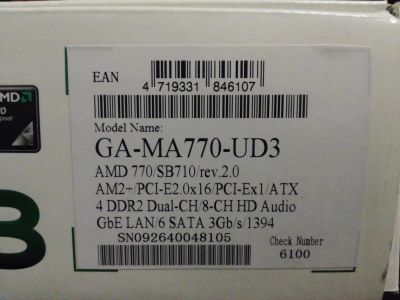 EAN
4 719331 846107
Model Name:
GA-MA770-UD3
AMD 770/SB710/rev.2.0
AM2+/PCI-E2.0x16/PCI-Ex1/ATX
4 DDR2 Dual-CH/8-CH HD Audio
GbE LAN/6 SATA 3Gb/s/1394
SN092640048105
Check Number
6100